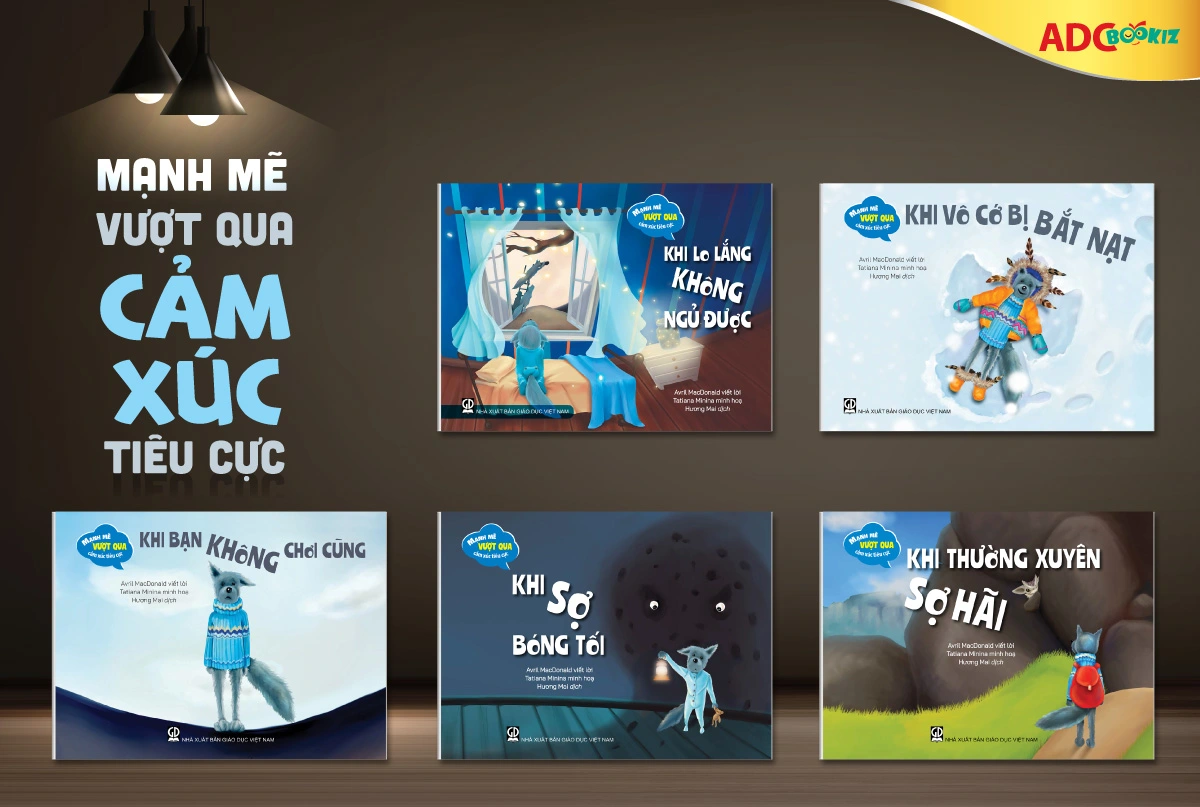 ADC BOOKIZ
MẠNH MẼ
VƯỢT QUA
CẢM
XÚC
TIÊU CỰC
MẠNH MẼ
VƯỢT QUA
cảm xúc tiêu cực
KHI LO LẮNG
KHÔNG
NGỦ ĐƯỢC
Avril MacDonald viết lời
Tatiana Minina minh hoạ
Hương Mai dịch
NHÀ XUẤT BẢN GIÁO DỤC VIỆT NAM
MẠNH MẼ
VƯỢT QUA
cảm xúc tiêu cực
KHI VÔ CỚ BỊ BẮT NẠT
Avril MacDonald viết lời
Tatiana Minina minh hoạ
Hương Mai dịch
NHÀ XUẤT BẢN GIÁO DỤC VIỆT NAM
MẠNH MẼ
VƯỢT QUA
cảm xúc tiêu cực
KHI BẠN KHÔNG CHƠI CÙNG
Avril MacDonald viết lời
Tatiana Minina minh hoạ
Hương Mai dịch
NHÀ XUẤT BẢN GIÁO DỤC VIỆT NAM
MẠNH MẼ
VƯỢT QUA
cảm xúc tiêu cực
KHI SỢ
BÓNG TỐI
Avril MacDonald viết lời
Tatiana Minina minh hoạ
Hương Mai dịch
NHÀ XUẤT BẢN GIÁO DỤC VIỆT NAM
MẠNH MẼ
VƯỢT QUA
cảm xúc tiêu cực
KHI THƯỜNG XUYÊN
SỢ HÃI
Avril MacDonald viết lời
Tatiana Minina minh hoạ
Hương Mai dịch
NHÀ XUẤT BẢN GIÁO DỤC VIỆT NAM